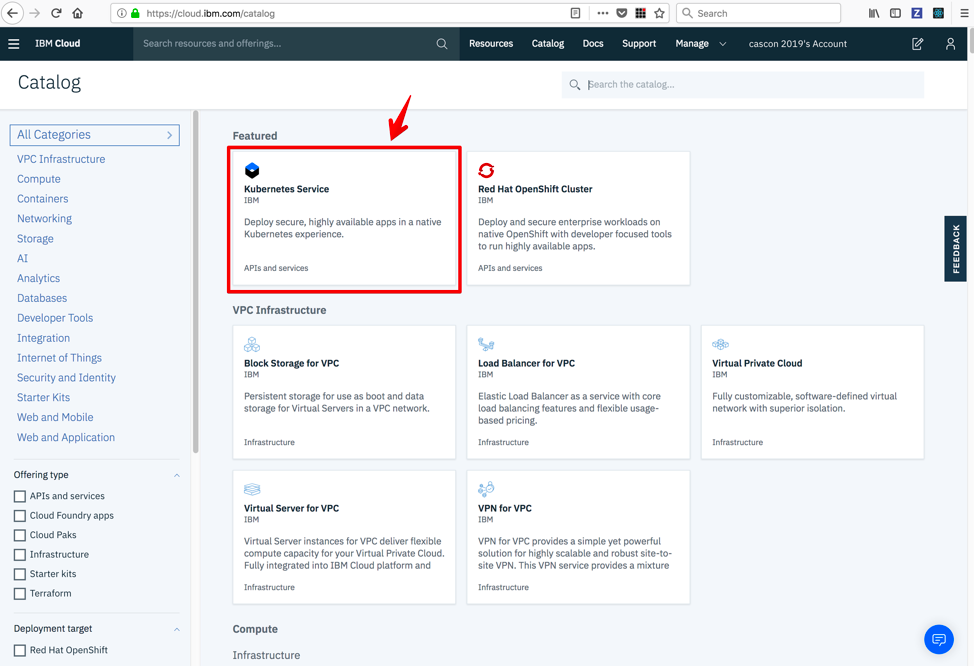 https://cloud.ibm.com/catalog
Search
IBM Cloud
Search resources and offerings...
Resources
Catalog
Docs
Support
Manage
cascon 2019's Account
Catalog
Search the catalog...
All Categories
VPC Infrastructure
Compute
Containers
Networking
Storage
AI
Analytics
Databases
Developer Tools
Integration
Internet of Things
Security and Identity
Starter Kits
Web and Mobile
Web and Application
Offering type
APIs and services
Cloud Foundry apps
Cloud Paks
Infrastructure
Starter kits
Terraform
Deployment target
Red Hat OpenShift
Featured
Kubernetes Service
IBM
Deploy secure, highly available apps in a native
Kubernetes experience.
APIs and services
Red Hat OpenShift Cluster
IBM
Deploy and secure enterprise workloads on
native OpenShift with developer focused tools
to run highly available apps.
APIs and services
VPC Infrastructure
Block Storage for VPC
IBM
Persistent storage for use as boot and data
storage for Virtual Servers in a VPC network.
Infrastructure
Load Balancer for VPC
IBM
Elastic Load Balancer as a service with core
load balancing features and flexible usage-
based pricing.
Infrastructure
Virtual Private Cloud
IBM
Fully customizable, software-defined virtual
network with superior isolation.
Infrastructure
Virtual Server for VPC
IBM
Virtual Server instances for VPC deliver flexible
compute capacity for your Virtual Private Cloud.
Fully integrated into IBM Cloud platform and
Infrastructure
VPN for VPC
IBM
VPN for VPC provides a simple yet powerful
solution for highly scalable and robust site-to-
site VPN. This VPN service provides a mixture
Infrastructure
Compute
Infrastructure
FEEDBACK